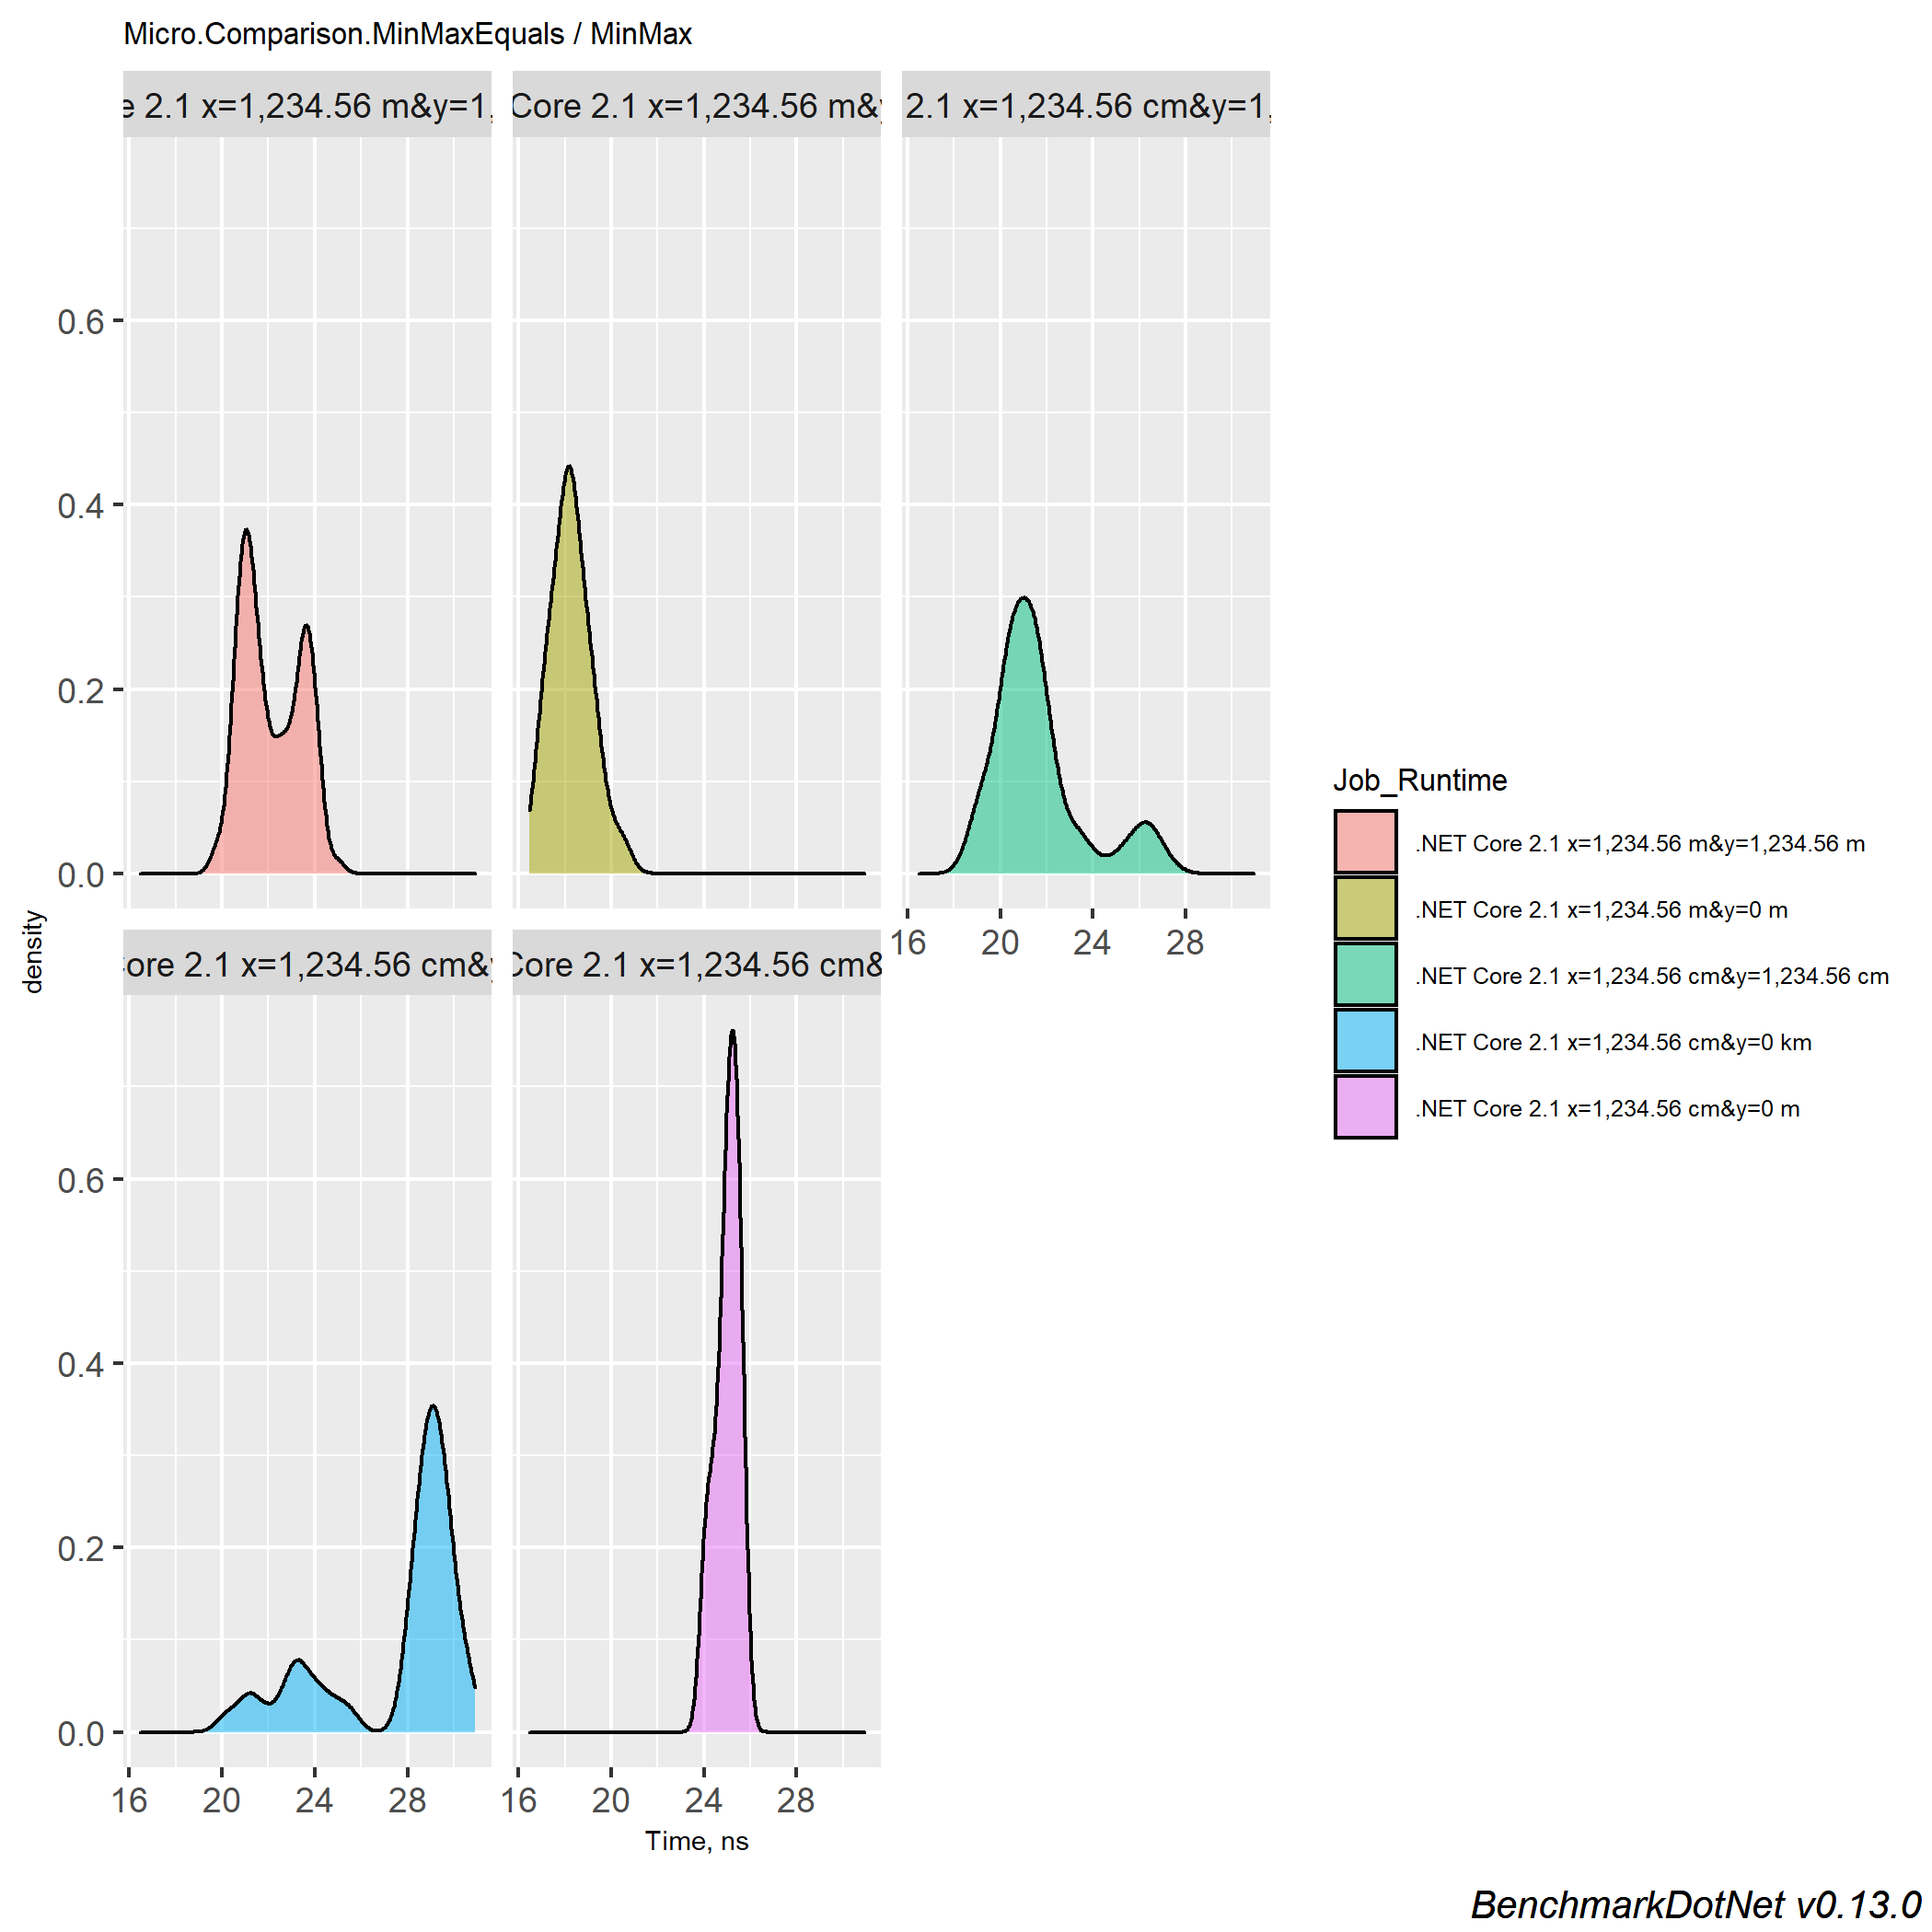 Micro.Comparison.MinMaxEquals / MinMax
e 2.1 x=1,234.56 m&y=1,
Core 2.1 x=1,234.56 m&y
2.1 x=1,234.56 cm&y=1,
0.6
0.4
0.2
0.0
16 20 24 28
density
Core 2.1 x=1,234.56 cm&y
Core 2.1 x=1,234.56 cm&
0.6
0.4
0.2
0.0
16 20 24 28
16 20 24 28
Time, ns
Job_Runtime
.NET Core 2.1 x=1,234.56 m&y=1,234.56 m
.NET Core 2.1 x=1,234.56 m&y=0 m
.NET Core 2.1 x=1,234.56 cm&y=1,234.56 cm
.NET Core 2.1 x=1,234.56 cm&y=0 km
.NET Core 2.1 x=1,234.56 cm&y=0 m
BenchmarkDotNet v0.13.0